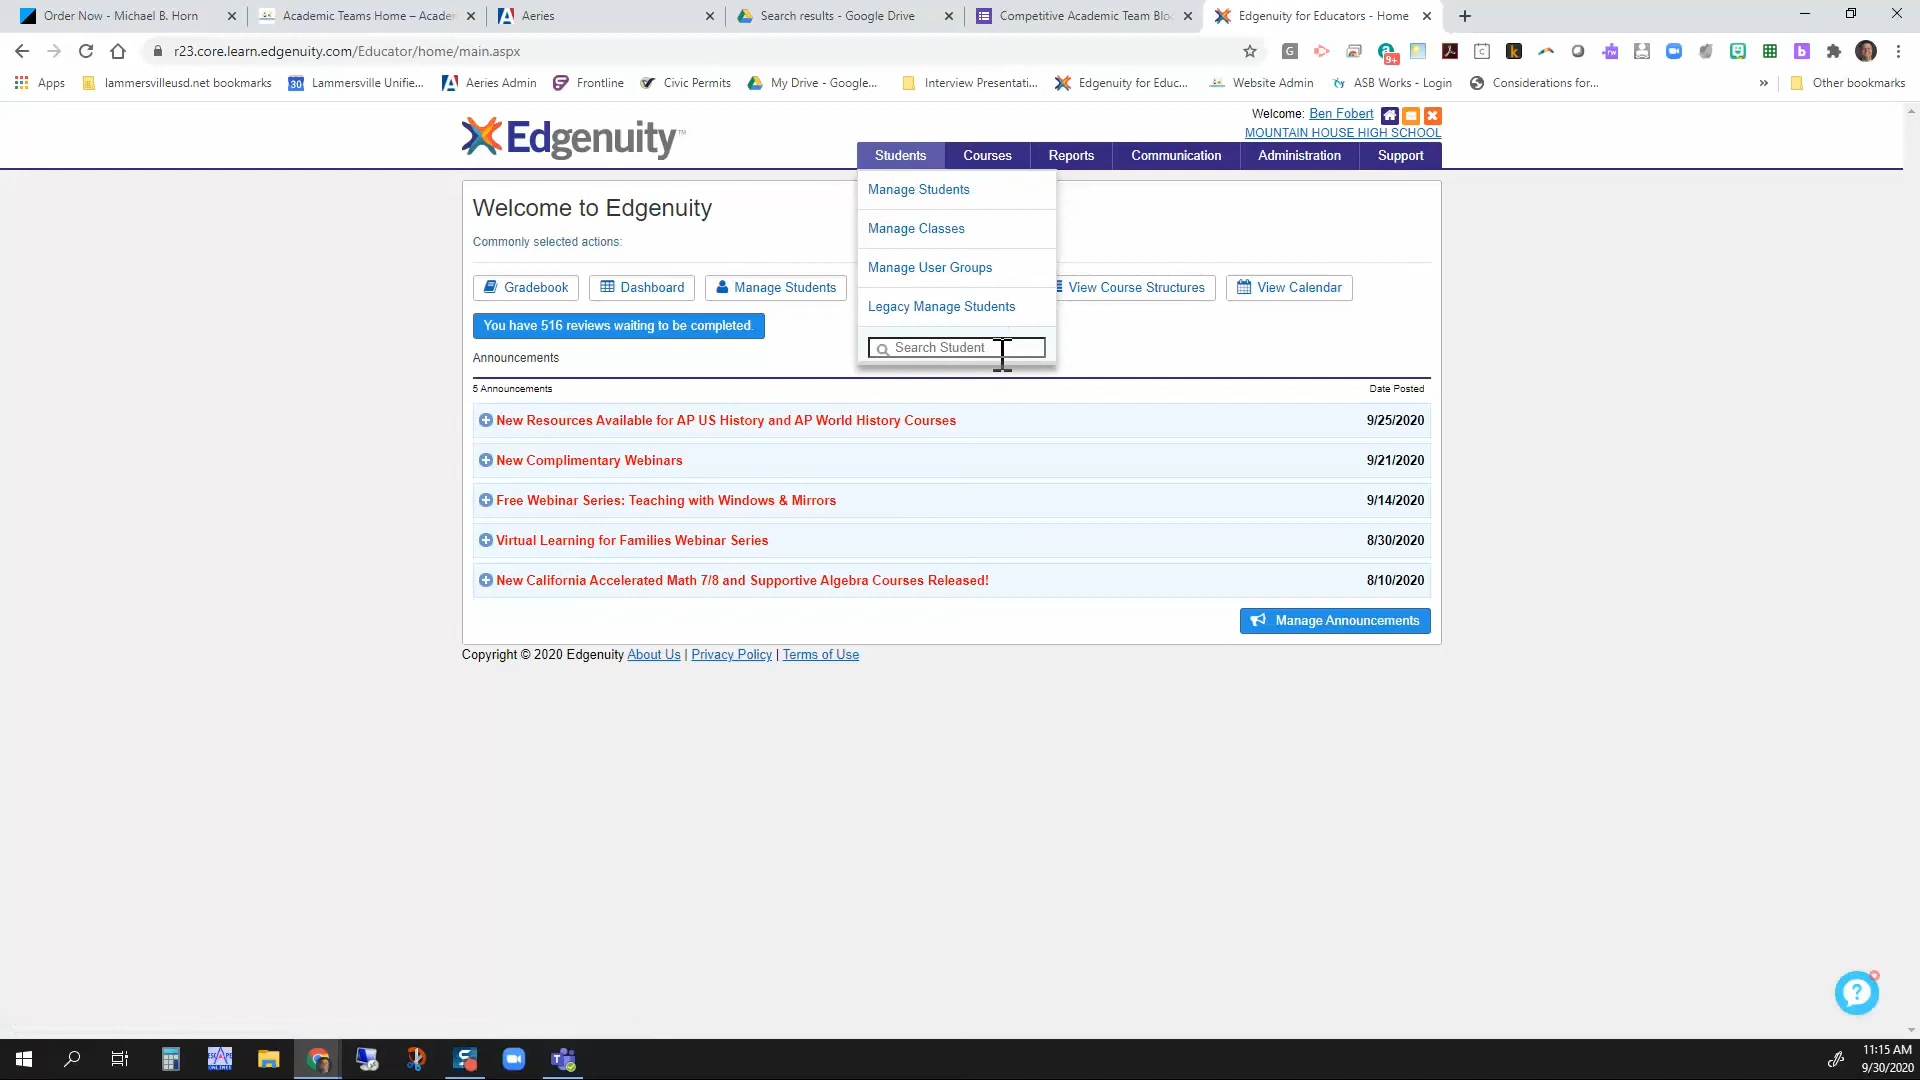 Order Now - Michael B. Horn
Academic Teams Home – Acade
Aeries
Search results - Google Drive
Competitive Academic Team Blo
Edgenuity for Educators - Home
r23.core.learn.edgenuity.com/Educator/home/main.aspx
9+
Apps
lammersvilleusd.net bookmarks
30
Lammersville Unifie...
Aeries Admin
Frontline
Civic Permits
My Drive - Google...
Interview Presentati...
Edgenuity for Educ...
Website Admin
ASB Works - Login
Considerations for...
»
Other bookmarks
Edgenuity™
Welcome: Ben Fobert
MOUNTAIN HOUSE HIGH SCHOOL
Students
Courses
Reports
Communication
Administration
Support
Manage Students
Manage Classes
Manage User Groups
Legacy Manage Students
Search Student
Welcome to Edgenuity
Commonly selected actions:
Gradebook
Dashboard
Manage Students
View Course Structures
View Calendar
You have 516 reviews waiting to be completed.
Announcements
5 Announcements
Date Posted
New Resources Available for AP US History and AP World History Courses
9/25/2020
New Complimentary Webinars
9/21/2020
Free Webinar Series: Teaching with Windows & Mirrors
9/14/2020
Virtual Learning for Families Webinar Series
8/30/2020
New California Accelerated Math 7/8 and Supportive Algebra Courses Released!
8/10/2020
Manage Announcements
Copyright © 2020 Edgenuity About Us | Privacy Policy | Terms of Use
11:15 AM
9/30/2020